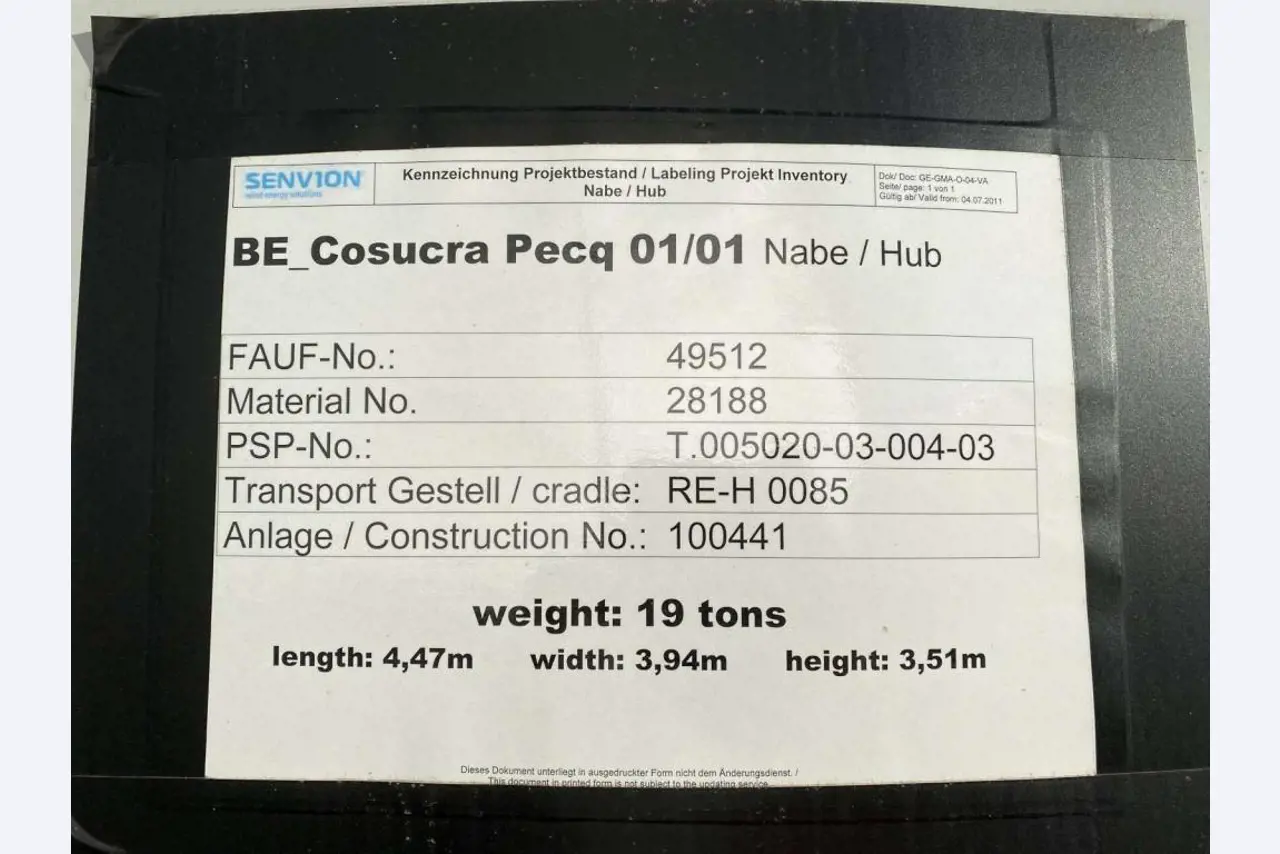 SENVION
wind energy solutions
Kennzeichnung Projektbestand / Labeling Projekt Inventory
Nabe / Hub
Dok/ Doc: GE-GMA-O-04-VA
Seite/ page: 1 von 1
Gültig ab/ Valid from: 04.07.2011
BE_Cosucra Pecq 01/01 Nabe / Hub
FAUF-No.: 49512
Material No. 28188
PSP-No.: T.005020-03-004-03
Transport Gestell / cradle: RE-H 0085
Anlage / Construction No.: 100441
weight: 19 tons
length: 4,47m width: 3,94m height: 3,51m
Dieses Dokument unterliegt in ausgedruckter Form nicht dem Änderungsdienst. /
This document in printed form is not subject to the updating service.